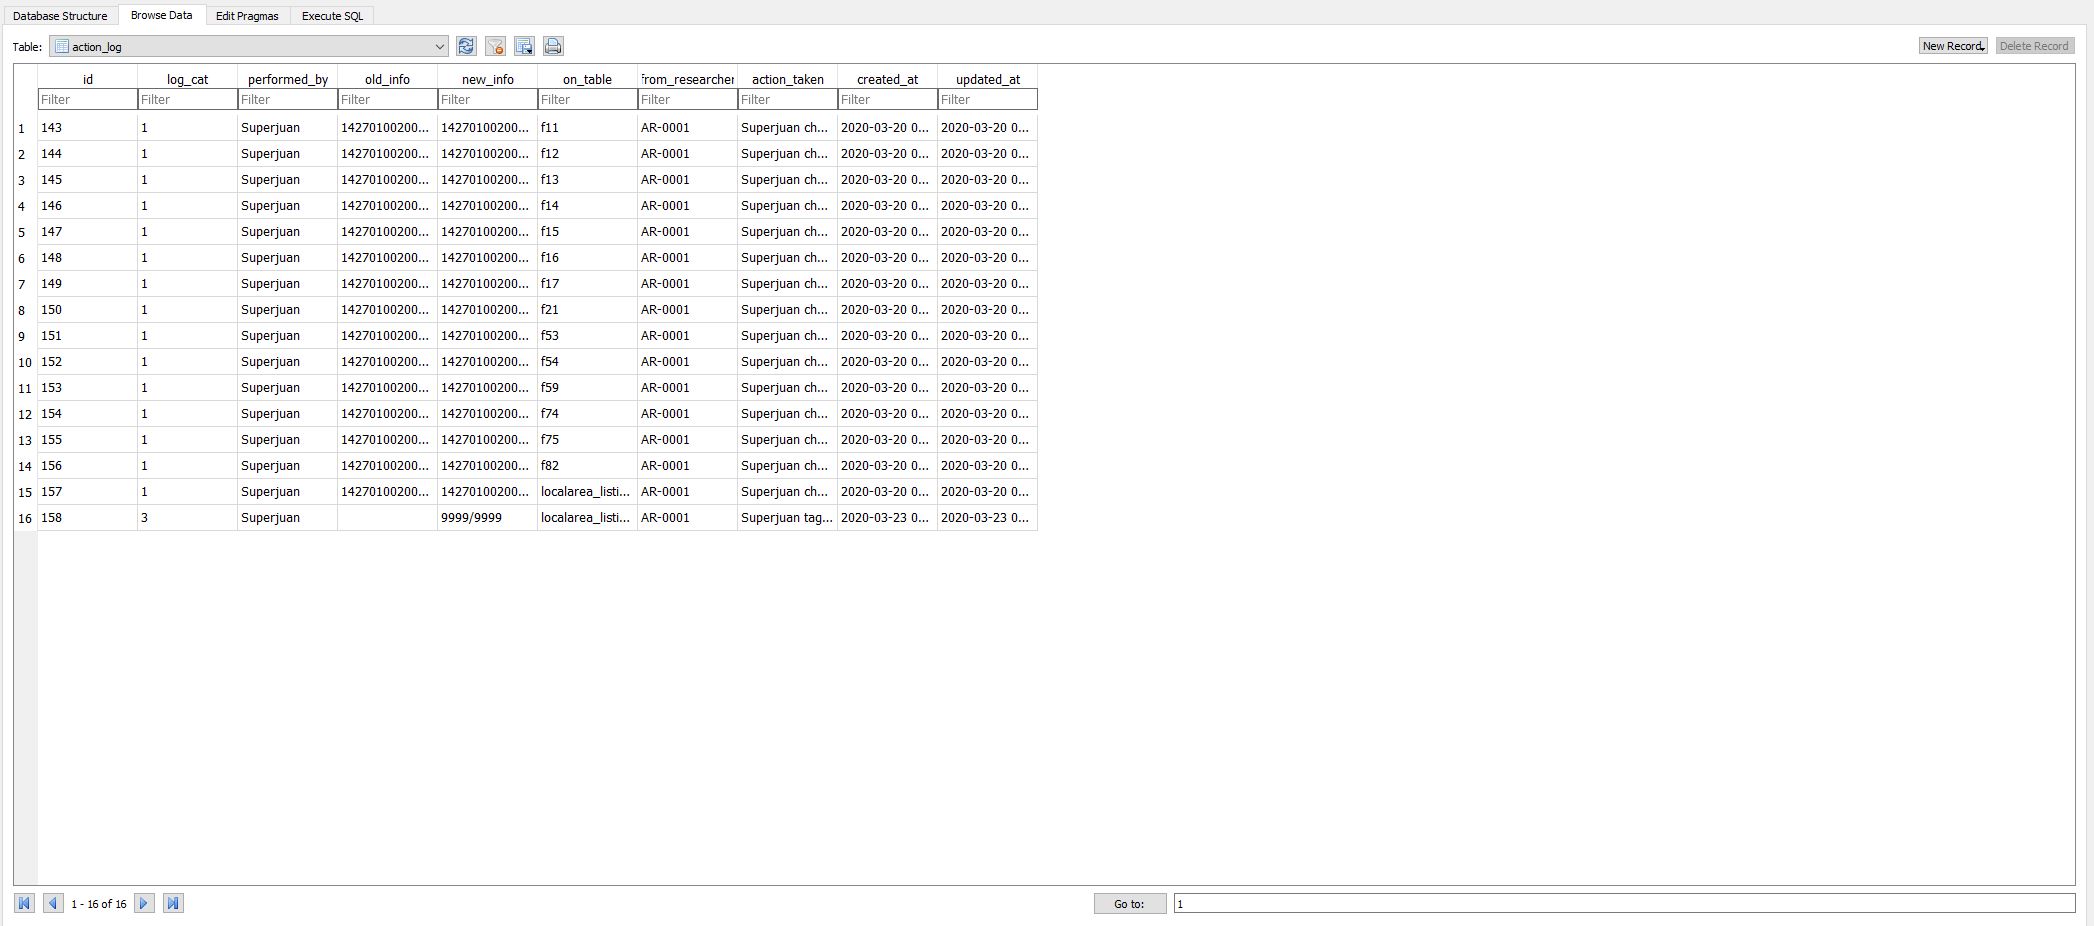 Database Structure Browse Data Edit Pragmas Execute SQL
Table: action_log New Record Delete Record
id log_cat performed_by old_info new_info on_table from_researcher action_taken created_at updated_at
Filter Filter Filter Filter Filter Filter Filter Filter Filter Filter
1 143 1 Superjuan 14270100200... 14270100200... f11 AR-0001 Superjuan ch... 2020-03-20 0... 2020-03-20 0...
2 144 1 Superjuan 14270100200... 14270100200... f12 AR-0001 Superjuan ch... 2020-03-20 0... 2020-03-20 0...
3 145 1 Superjuan 14270100200... 14270100200... f13 AR-0001 Superjuan ch... 2020-03-20 0... 2020-03-20 0...
4 146 1 Superjuan 14270100200... 14270100200... f14 AR-0001 Superjuan ch... 2020-03-20 0... 2020-03-20 0...
5 147 1 Superjuan 14270100200... 14270100200... f15 AR-0001 Superjuan ch... 2020-03-20 0... 2020-03-20 0...
6 148 1 Superjuan 14270100200... 14270100200... f16 AR-0001 Superjuan ch... 2020-03-20 0... 2020-03-20 0...
7 149 1 Superjuan 14270100200... 14270100200... f17 AR-0001 Superjuan ch... 2020-03-20 0... 2020-03-20 0...
8 150 1 Superjuan 14270100200... 14270100200... f21 AR-0001 Superjuan ch... 2020-03-20 0... 2020-03-20 0...
9 151 1 Superjuan 14270100200... 14270100200... f53 AR-0001 Superjuan ch... 2020-03-20 0... 2020-03-20 0...
10 152 1 Superjuan 14270100200... 14270100200... f54 AR-0001 Superjuan ch... 2020-03-20 0... 2020-03-20 0...
11 153 1 Superjuan 14270100200... 14270100200... f59 AR-0001 Superjuan ch... 2020-03-20 0... 2020-03-20 0...
12 154 1 Superjuan 14270100200... 14270100200... f74 AR-0001 Superjuan ch... 2020-03-20 0... 2020-03-20 0...
13 155 1 Superjuan 14270100200... 14270100200... f75 AR-0001 Superjuan ch... 2020-03-20 0... 2020-03-20 0...
14 156 1 Superjuan 14270100200... 14270100200... f82 AR-0001 Superjuan ch... 2020-03-20 0... 2020-03-20 0...
15 157 1 Superjuan 14270100200... 14270100200... localarea_listi... AR-0001 Superjuan ch... 2020-03-20 0... 2020-03-20 0...
16 158 3 Superjuan 9999/9999 localarea_listi... AR-0001 Superjuan tag... 2020-03-23 0... 2020-03-23 0...
1 - 16 of 16 Go to: 1